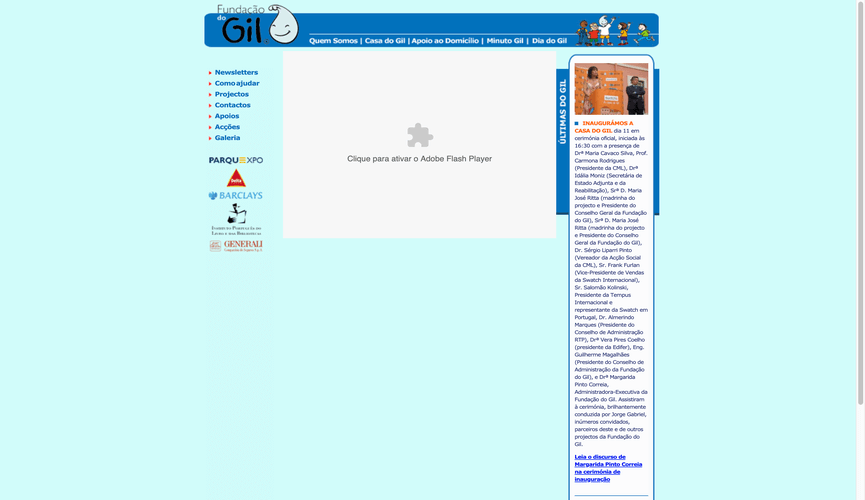 Fundação
do
Gil
Quem Somos | Casa do Gil | Apoio ao Domicílio | Minuto Gil | Dia do Gil
Newsletters
Como ajudar
Projectos
Contactos
Apoios
Acções
Galeria
PARQUE EXPO
Delta
BARCLAYS
INSTITUTO PORTUGUÊS DO
LIVRO E DAS BIBLIOTECAS
GENERALI
Clique para ativar o Adobe Flash Player
ÚLTIMAS DO GIL
INAUGURÁMOS A
CASA DO GIL dia 11 em
cerimónia oficial, iniciada às
16:30 com a presença de
Drª Maria Cavaco Silva, Prof.
Carmona Rodrigues
(Presidente da CML), Drª
Idália Moniz (Secretária de
Estado Adjunta e da
Reabilitação), Srª D. Maria
José Ritta (madrinha do
projecto e Presidente do
Conselho Geral da Fundação
do Gil), Srª D. Maria José
Ritta (madrinha do projecto
e Presidente do Conselho
Geral da Fundação do Gil),
Dr. Sérgio Liparri Pinto
(Vereador da Acção Social
da CML), Sr. Frank Furlan
(Vice-Presidente de Vendas
da Swatch Internacional),
Sr. Salomão Kolinski,
Presidente da Tempus
Internacional e
representante da Swatch em
Portugal, Dr. Almerindo
Marques (Presidente do
Conselho de Administração
RTP), Drª Vera Pires Coelho
(presidente da Edifer), Eng.
Guilherme Magalhães
(Presidente do Conselho de
Administração da Fundação
do Gil), e Drª Margarida
Pinto Correia,
Administradora-Executiva da
Fundação do Gil. Assistiram
à cerimónia, brilhantemente
conduzida por Jorge Gabriel,
inúmeros convidados,
parceiros deste e de outros
projectos da Fundação do
Gil.
Leia o discurso de
Margarida Pinto Correia
na cerimónia de
inauguração